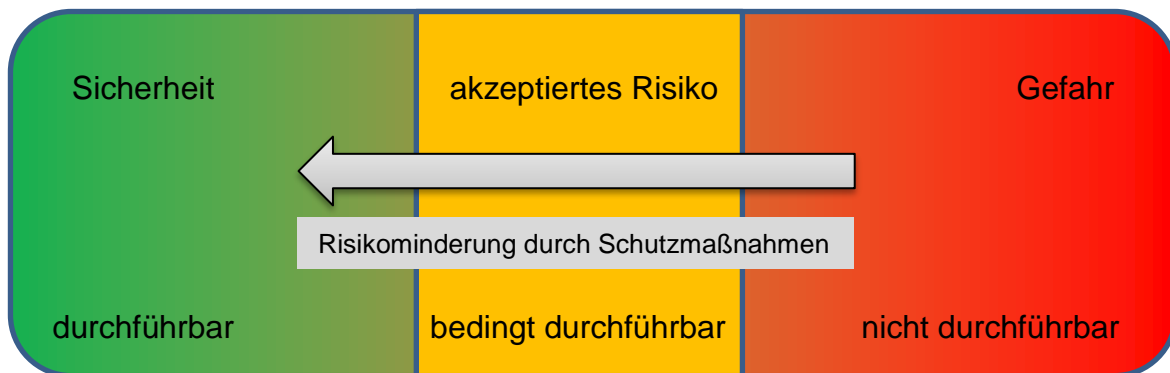 Sicherheit
akzeptiertes Risiko
Gefahr
Risikominderung durch Schutzmaßnahmen
durchführbar
bedingt durchführbar
nicht durchführbar